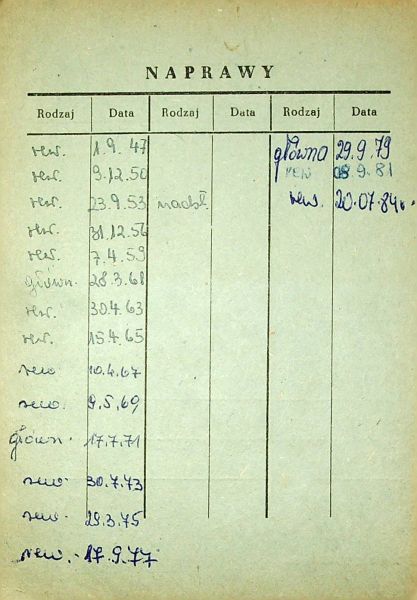 NAPRAWY
Rodzaj Data Rodzaj Data Rodzaj Data
rew. 1.9.47 główna 29.9.79
rew. 9.12.50 rew 08.9.81
rew. 23.9.53 nadzł. rew. 20.07.84r.
rew. 31.12.56
rew. 7.4.59
główn. 28.3.61
rew. 30.4.63
rew. 15.4.65
rew. 10.4.67
rew. 9.5.69
główn. 17.7.71
rew. 30.7.73
rew. 29.3.75
rew. - 17.9.77